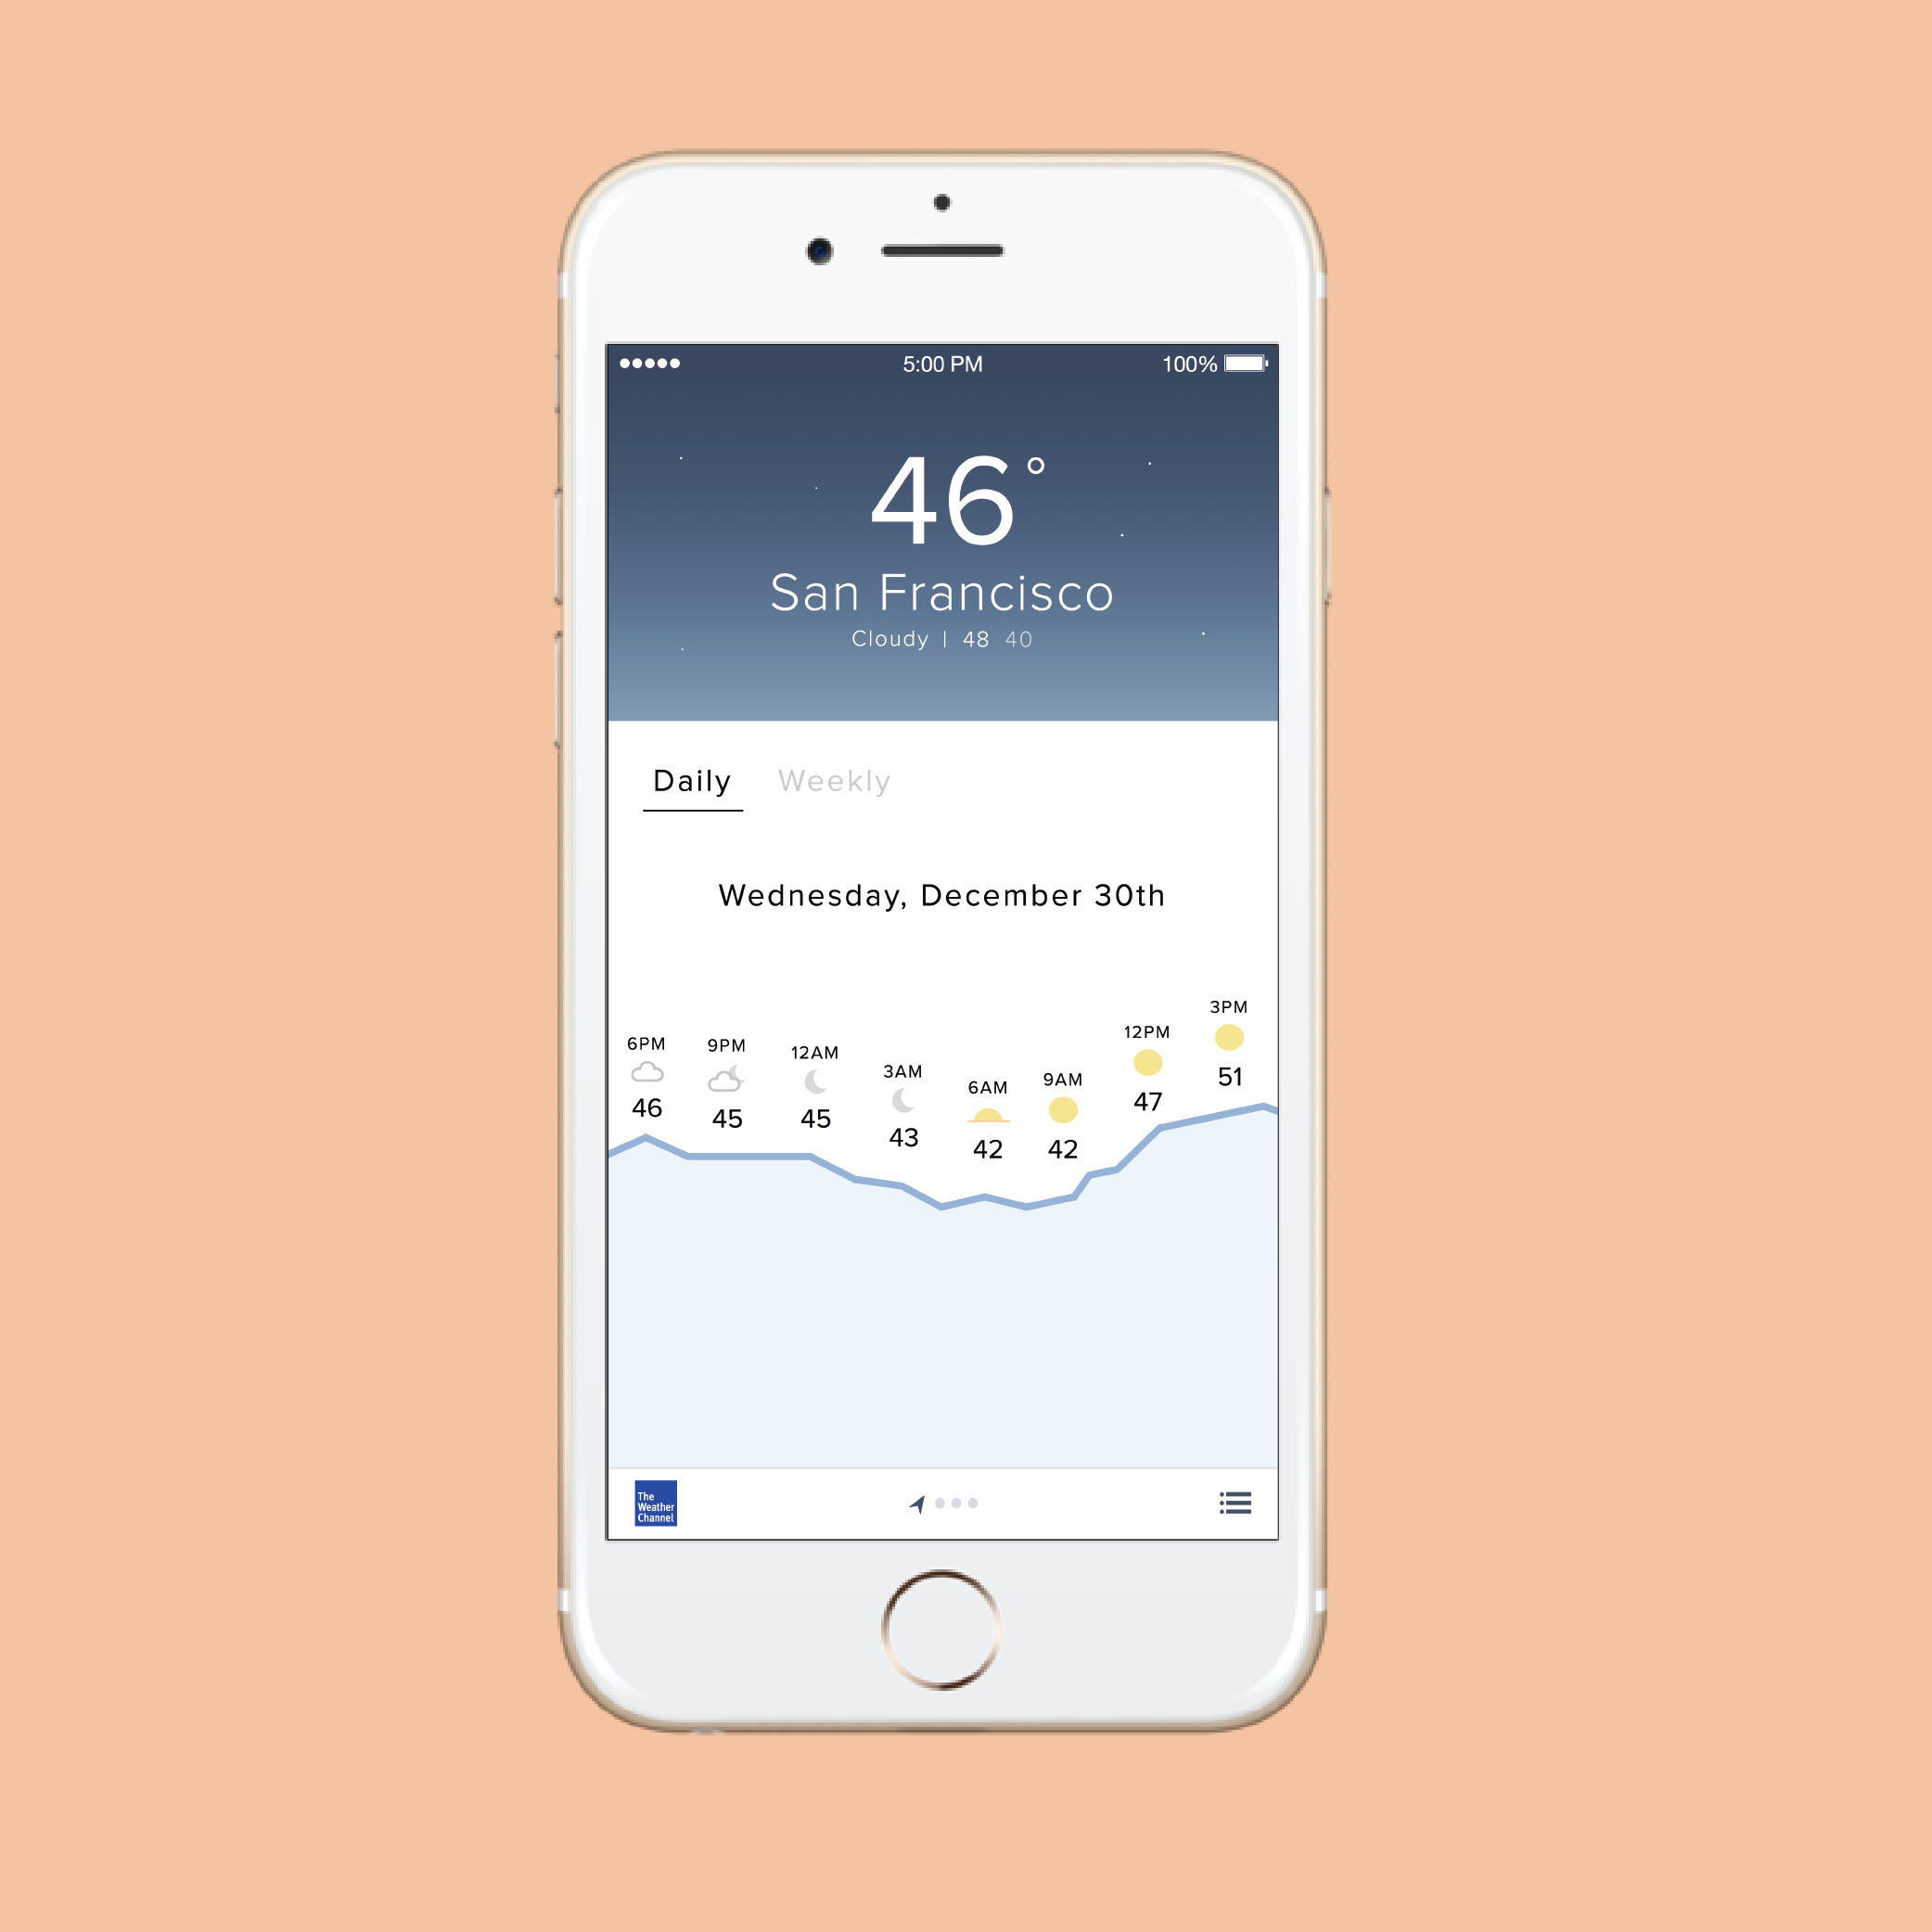 5:00 PM 100%
46°
San Francisco
Cloudy | 48 40
Daily Weekly
Wednesday, December 30th
6PM 9PM 12AM 3AM 6AM 9AM 12PM 3PM
46 45 45 43 42 42 47 51
The
Weather
Channel